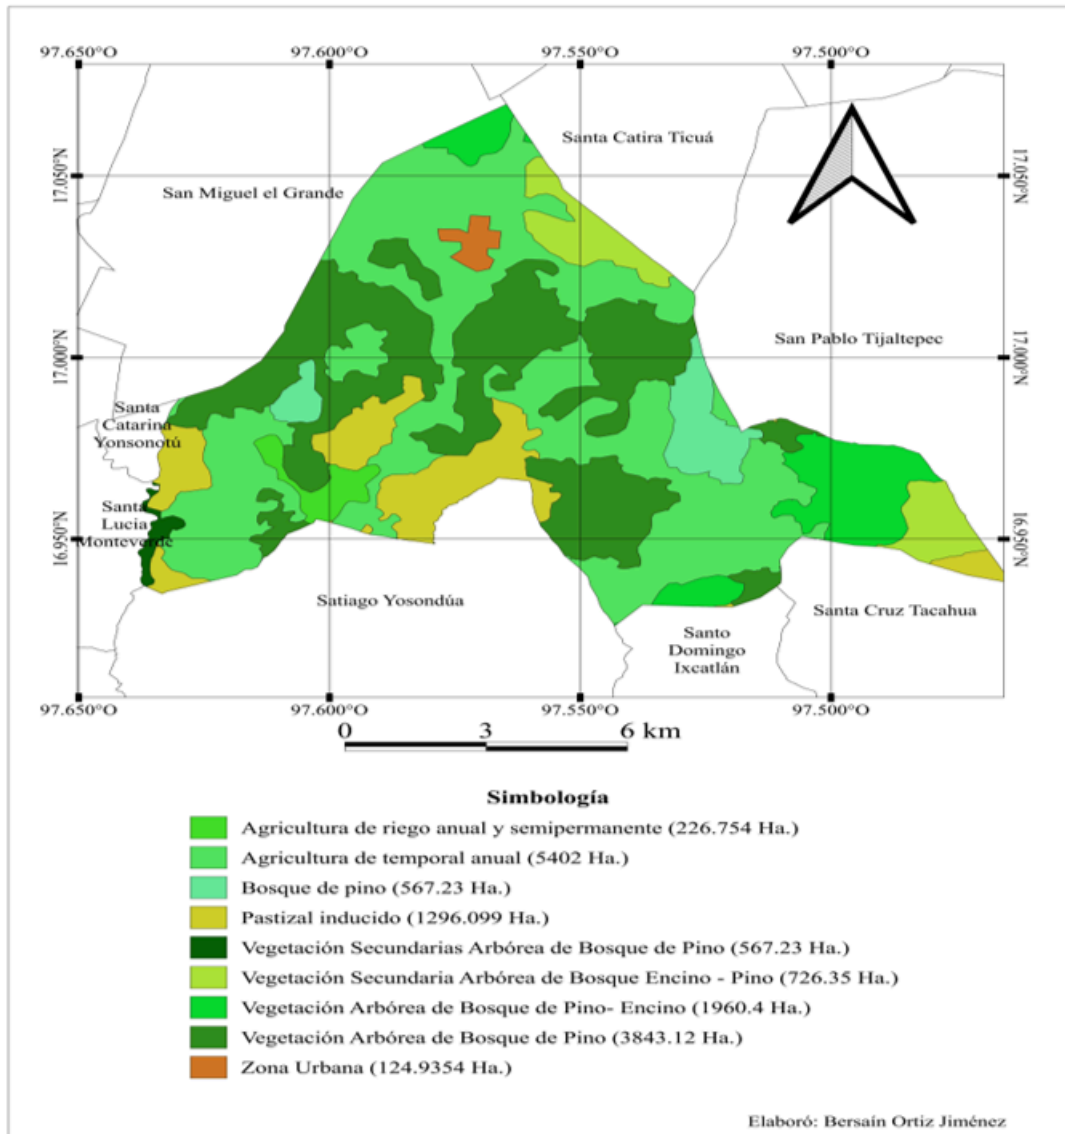 97.650°O 97.600°O 97.550°O 97.500°O
Santa Catira Ticuá
17.050°N
17.050°N
San Miguel el Grande
17.000°N
San Pablo Tijaltepec
17.000°N
Santa
Catarina
Yonsonotú
Santa
Lucia
Monteverde
16.950°N
16.950°N
Satiago Yosondúa
Santa Cruz Tacahua
Santo
Domingo
Ixcatlán
97.650°O 97.600°O 97.550°O 97.500°O
0 3 6 km
Simbología
Agricultura de riego anual y semipermanente (226.754 Ha.)
Agricultura de temporal anual (5402 Ha.)
Bosque de pino (567.23 Ha.)
Pastizal inducido (1296.099 Ha.)
Vegetación Secundarias Arbórea de Bosque de Pino (567.23 Ha.)
Vegetación Secundaria Arbórea de Bosque Encino - Pino (726.35 Ha.)
Vegetación Arbórea de Bosque de Pino- Encino (1960.4 Ha.)
Vegetación Arbórea de Bosque de Pino (3843.12 Ha.)
Zona Urbana (124.9354 Ha.)
Elaboró: Bersaín Ortiz Jiménez